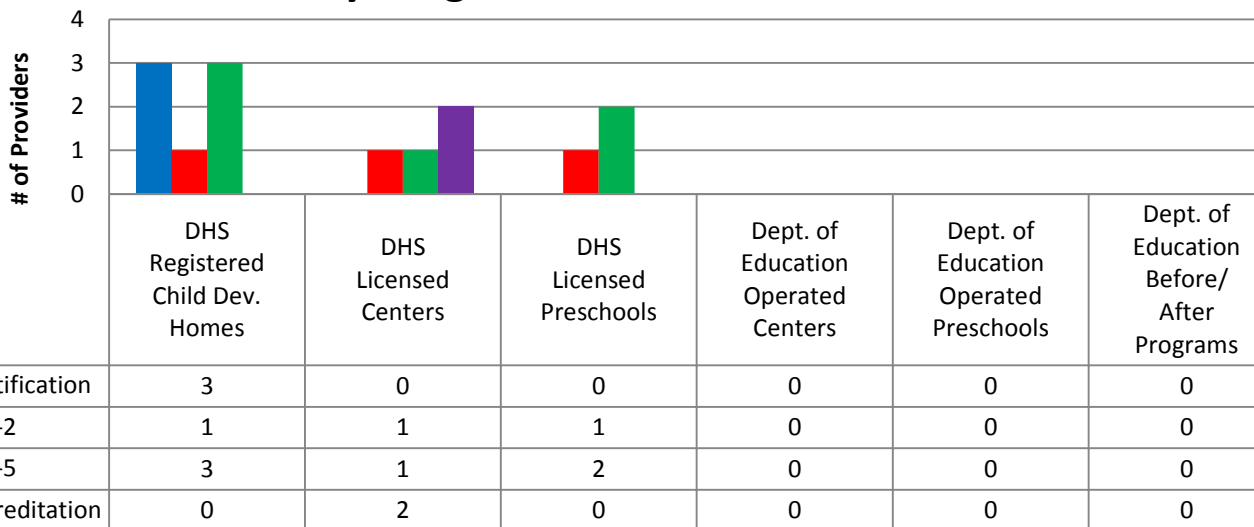 4
3
2
1
0
# of Providers
DHS Registered Child Dev. Homes
DHS Licensed Centers
DHS Licensed Preschools
Dept. of Education Operated Centers
Dept. of Education Operated Preschools
Dept. of Education Before/ After Programs
3 0 0 0 0 0
-2 1 1 1 0 0 0
-5 3 1 2 0 0 0
0 2 0 0 0 0